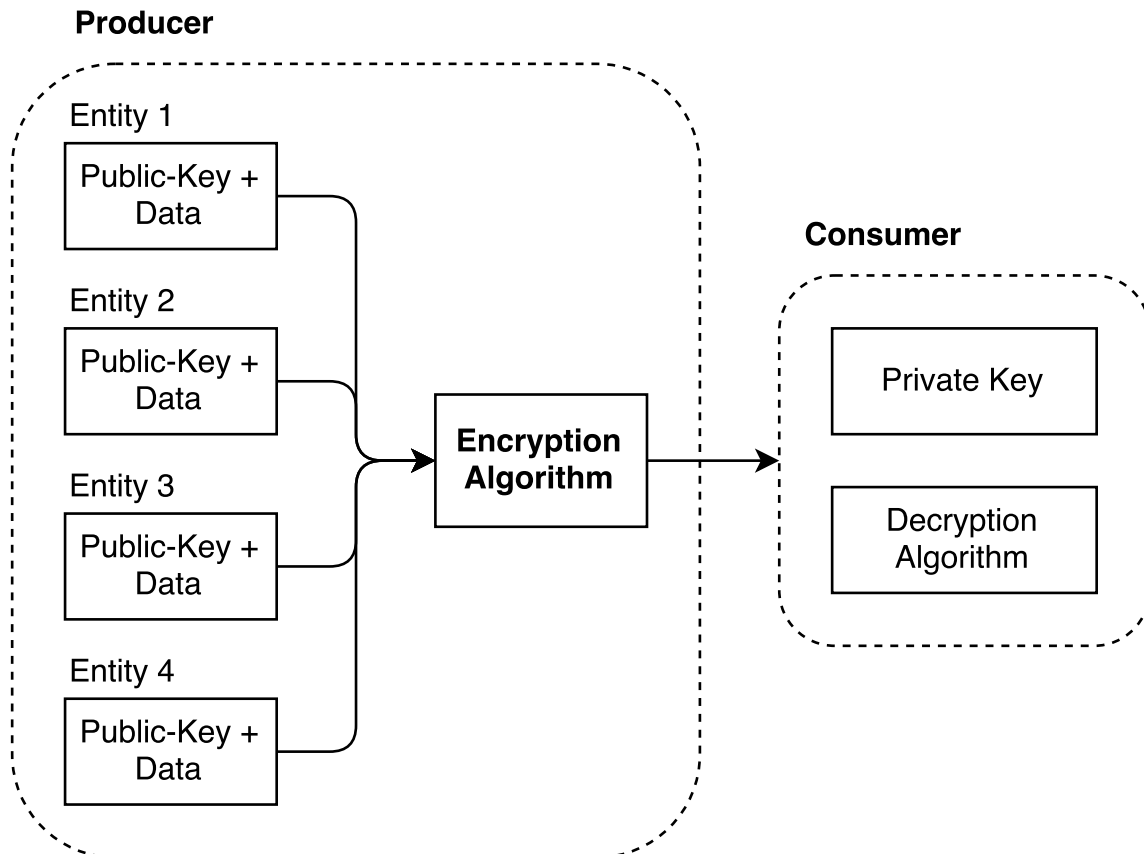 Producer
Entity 1
Public-Key +
Data
Entity 2
Public-Key +
Data
Entity 3
Public-Key +
Data
Entity 4
Public-Key +
Data
Encryption
Algorithm
Consumer
Private Key
Decryption
Algorithm